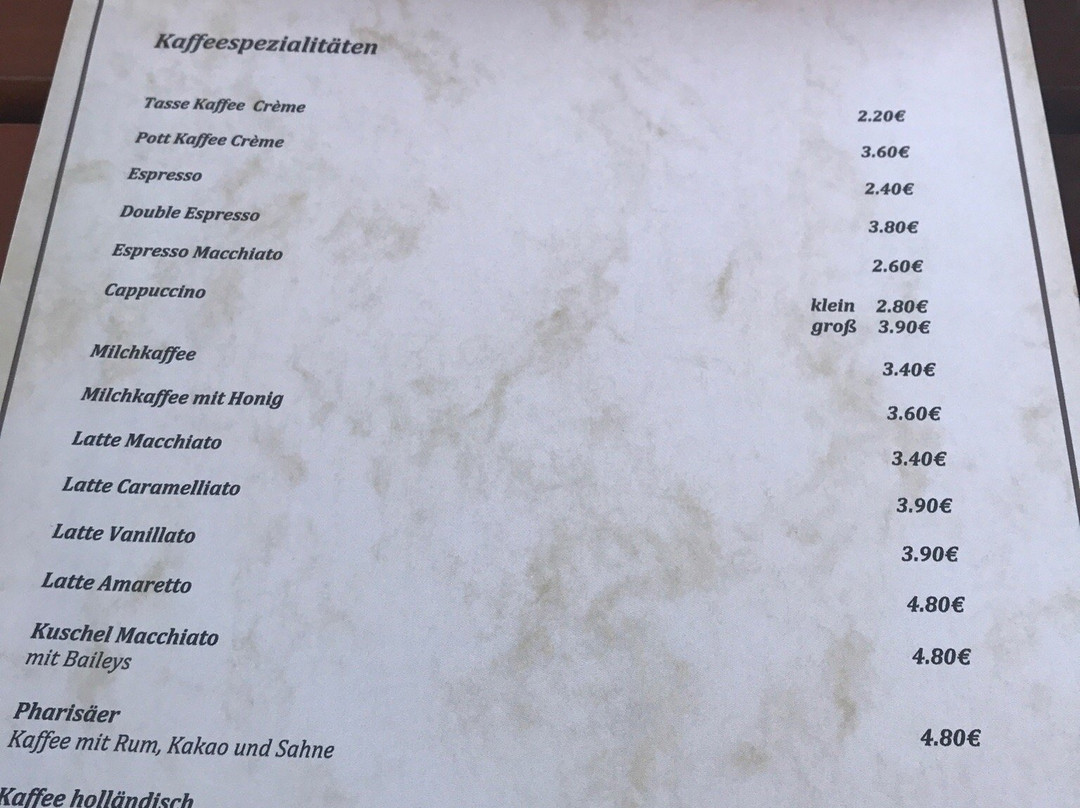 Kaffeespezialitäten
Tasse Kaffee Crème 2.20€
Pott Kaffee Crème 3.60€
Espresso 2.40€
Double Espresso 3.80€
Espresso Macchiato 2.60€
Cappuccino klein 2.80€
groß 3.90€
Milchkaffee 3.40€
Milchkaffee mit Honig 3.60€
Latte Macchiato 3.40€
Latte Caramelliato 3.90€
Latte Vanillato 3.90€
Latte Amaretto 4.80€
Kuschel Macchiato 4.80€
mit Baileys
Pharisäer 4.80€
Kaffee mit Rum, Kakao und Sahne
Kaffee holländisch